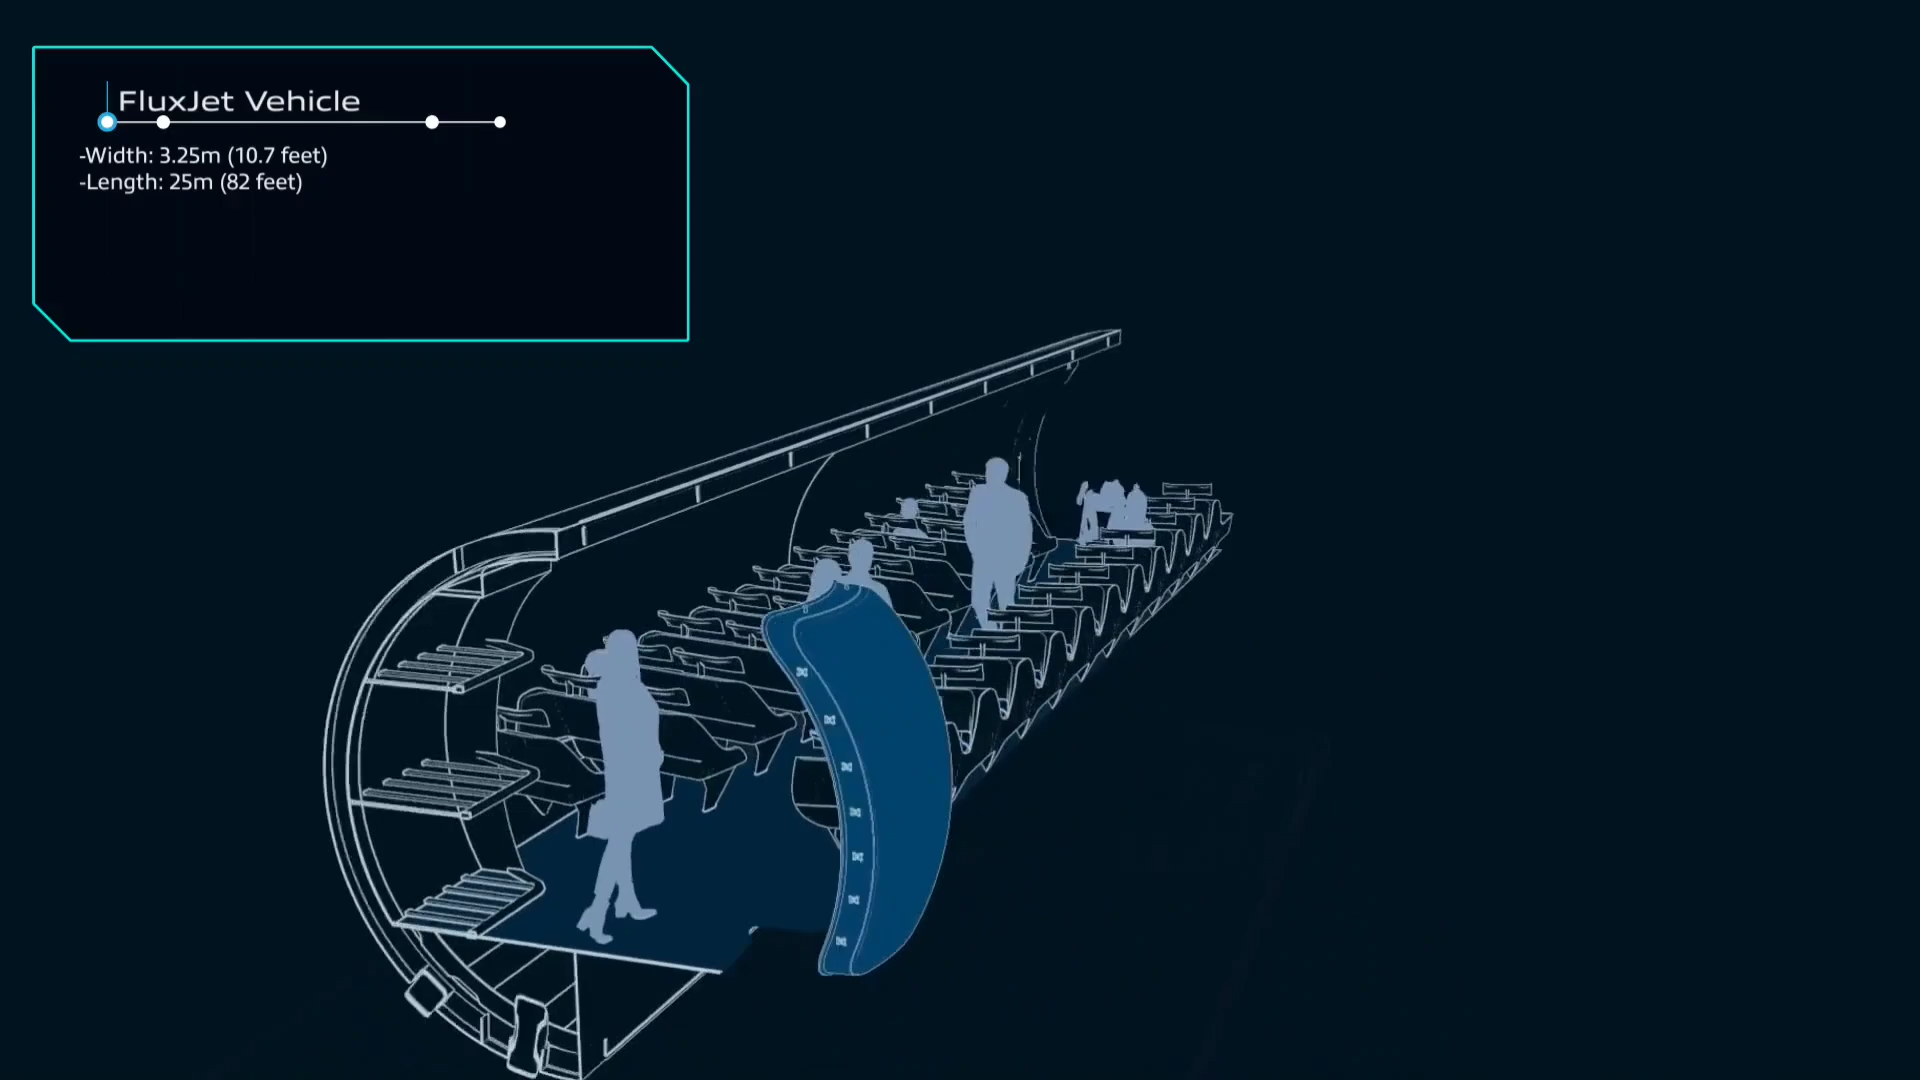 FluxJet Vehicle
-Width: 3.25m (10.7 feet)
-Length: 25m (82 feet)